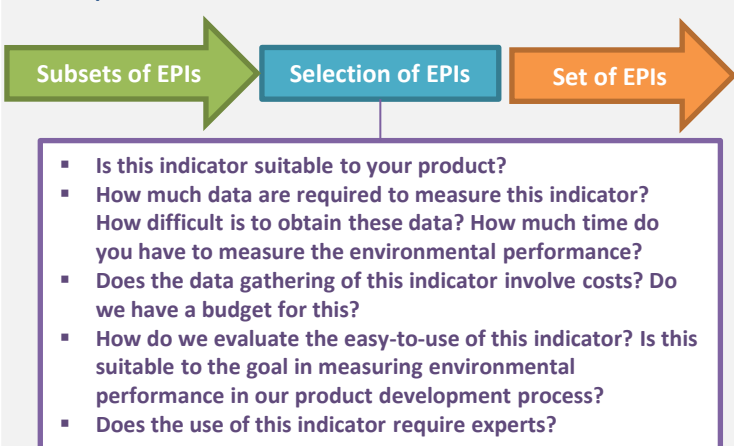 Subsets of EPIs
Selection of EPIs
Set of EPIs
▪ Is this indicator suitable to your product?
▪ How much data are required to measure this indicator?
How difficult is to obtain these data? How much time do
you have to measure the environmental performance?
▪ Does the data gathering of this indicator involve costs? Do
we have a budget for this?
▪ How do we evaluate the easy-to-use of this indicator? Is this
suitable to the goal in measuring environmental
performance in our product development process?
▪ Does the use of this indicator require experts?